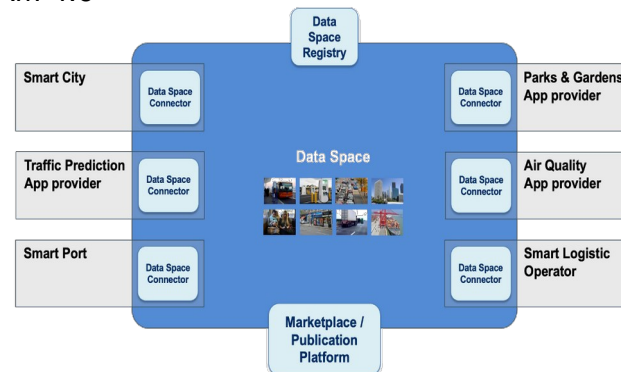 Data
Space
Registry
Smart City
Data Space
Connector
Data Space
Connector
Parks & Gardens
App provider
Traffic Prediction
App provider
Data Space
Connector
Data Space
Data Space
Connector
Air Quality
App provider
Smart Port
Data Space
Connector
Data Space
Connector
Smart Logistic
Operator
Marketplace /
Publication
Platform